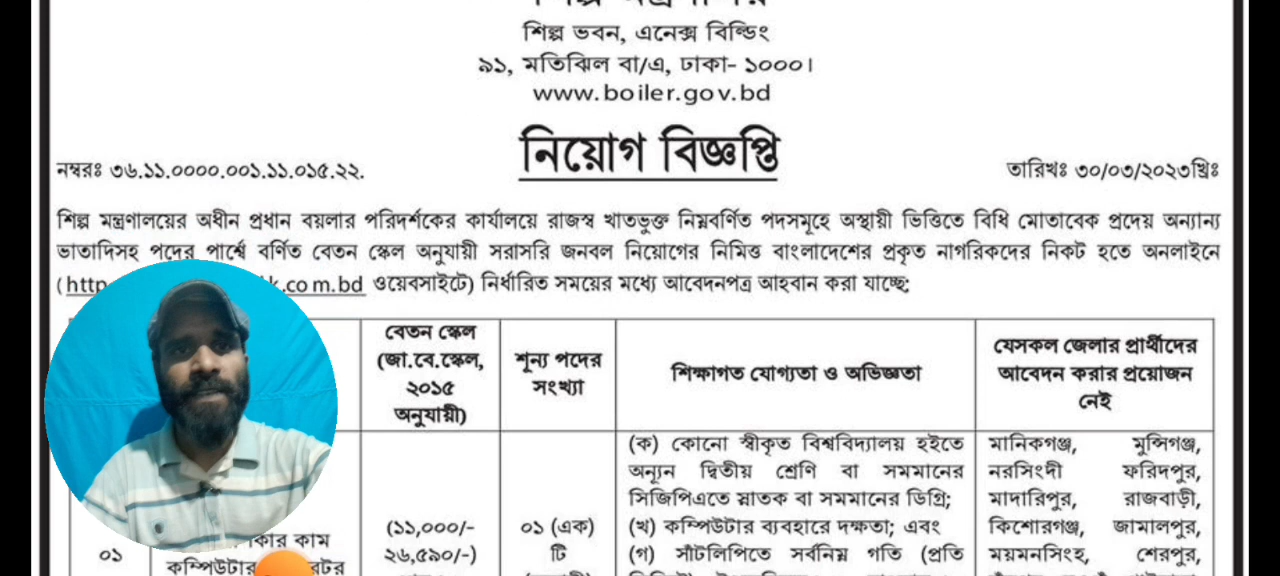 শিল্প ভবন, এনেক্স বিল্ডিং
৯১, মতিঝিল বা/এ, ঢাকা- ১০০০।
www.boiler.gov.bd
নিয়োগ বিজ্ঞপ্তি
নম্বরঃ ৩৬.১১.০০০০.০০১.১১.০১৫.২২.
তারিখঃ ৩০/০৩/২০২৩খ্রিঃ
শিল্প মন্ত্রণালয়ের অধীন প্রধান বয়লার পরিদর্শকের কার্যালয়ে রাজস্ব খাতভুক্ত নিম্নবর্ণিত পদসমূহে অস্থায়ী ভিত্তিতে বিধি মোতাবেক প্রদেয় অন্যান্য
ভাতাদিসহ পদের পার্শ্বে বর্ণিত বেতন স্কেল অনুযায়ী সরাসরি জনবল নিয়োগের নিমিত্ত বাংলাদেশের প্রকৃত নাগরিকদের নিকট হতে অনলাইনে
(http k.com.bd ওয়েবসাইটে) নির্ধারিত সময়ের মধ্যে আবেদনপত্র আহবান করা যাচ্ছে:
বেতন স্কেল
(জা.বে.স্কেল,
২০১৫
অনুযায়ী)
শূন্য পদের
সংখ্যা
শিক্ষাগত যোগ্যতা ও অভিজ্ঞতা
যেসকল জেলার প্রার্থীদের
আবেদন করার প্রয়োজন
নেই
০১
কাম
কম্পিউটার
(১১,০০০/-
২৬,৫৯০/-)
০১ (এক)
টি
(ক) কোনো স্বীকৃত বিশ্ববিদ্যালয় হইতে
অন্যূন দ্বিতীয় শ্রেণি বা সমমানের
সিজিপিএতে স্নাতক বা সমমানের ডিগ্রি;
(খ) কম্পিউটার ব্যবহারে দক্ষতা; এবং
(গ) সাঁটলিপিতে সর্বনিম্ন গতি (প্রতি
মানিকগঞ্জ, মুন্সিগঞ্জ,
নরসিংদী ফরিদপুর,
মাদারিপুর, রাজবাড়ী,
কিশোরগঞ্জ, জামালপুর,
ময়মনসিংহ, শেরপুর,